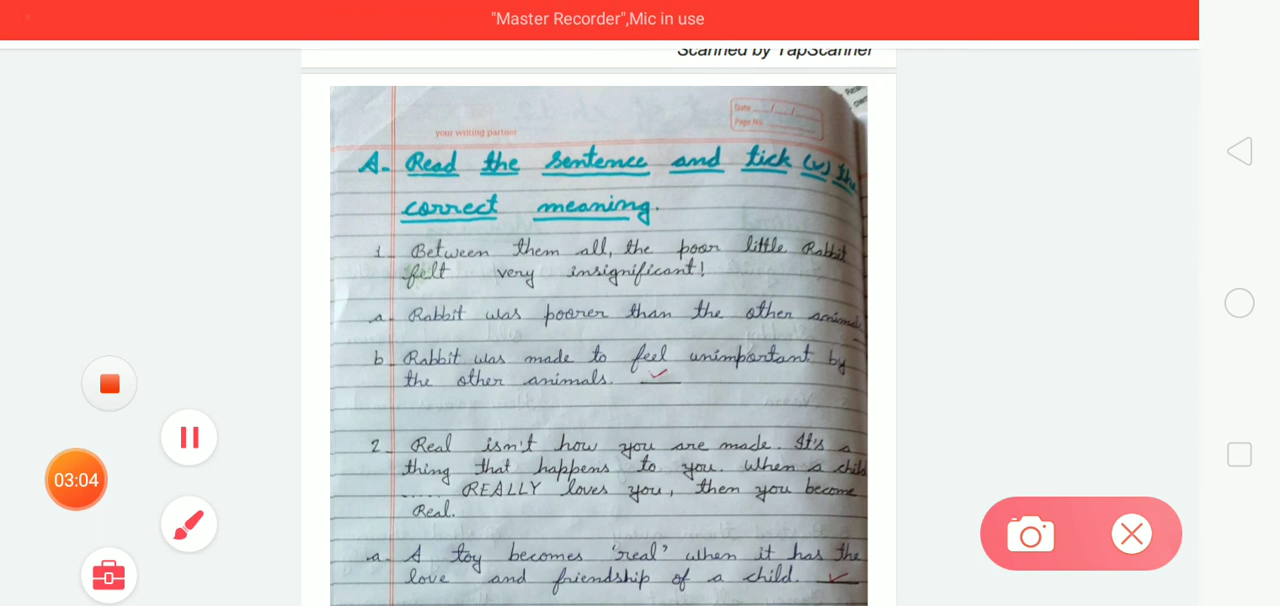 "Master Recorder",Mic in use
Scanned by TapScanner
Date / /
Page No.
your writing partner
A- Read the sentence and tick (✓) the
correct meaning.
1. Between them all, the poor little Rabbit
felt very insignificant!
a. Rabbit was poorer than the other animals
b Rabbit was made to feel unimportant by
the other animals. ✓
2. Real isn't how you are made. It's a
thing that happens to you. When a child
..... REALLY loves you, then you become
Real.
a. A toy becomes 'real' when it has the
love and friendship of a child. ✓
03:04